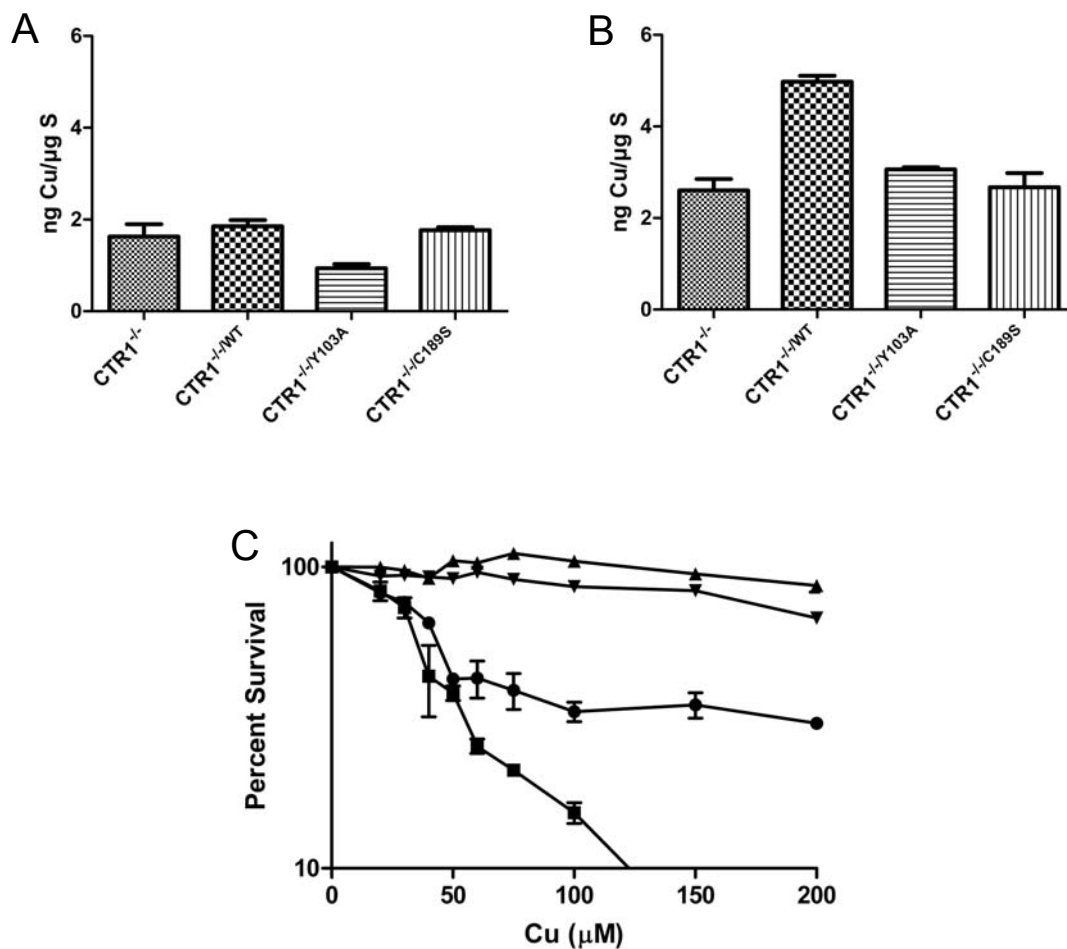 A
6
4
2
0
ng Cu/µg S
CTR1-/-
CTR1-/-/WT
CTR1-/-/Y103A
CTR1-/-/C189S
B
6
4
2
0
ng Cu/µg S
CTR1-/-
CTR1-/-/WT
CTR1-/-/Y103A
CTR1-/-/C189S
C
100
10
Percent Survival
0 50 100 150 200
Cu (µM)